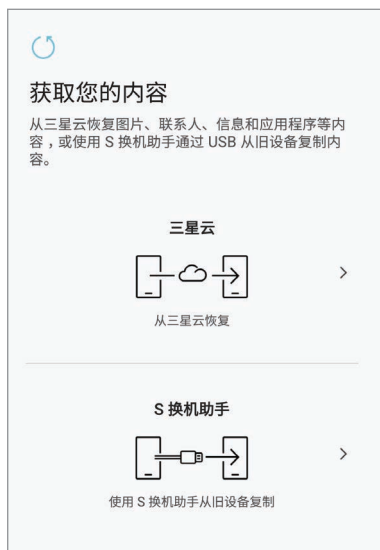 获取您的内容
从三星云恢复图片、联系人、信息和应用程序等内
容，或使用 S 换机助手通过 USB 从旧设备复制内
容。
三星云
从三星云恢复
S 换机助手
使用 S 换机助手从旧设备复制